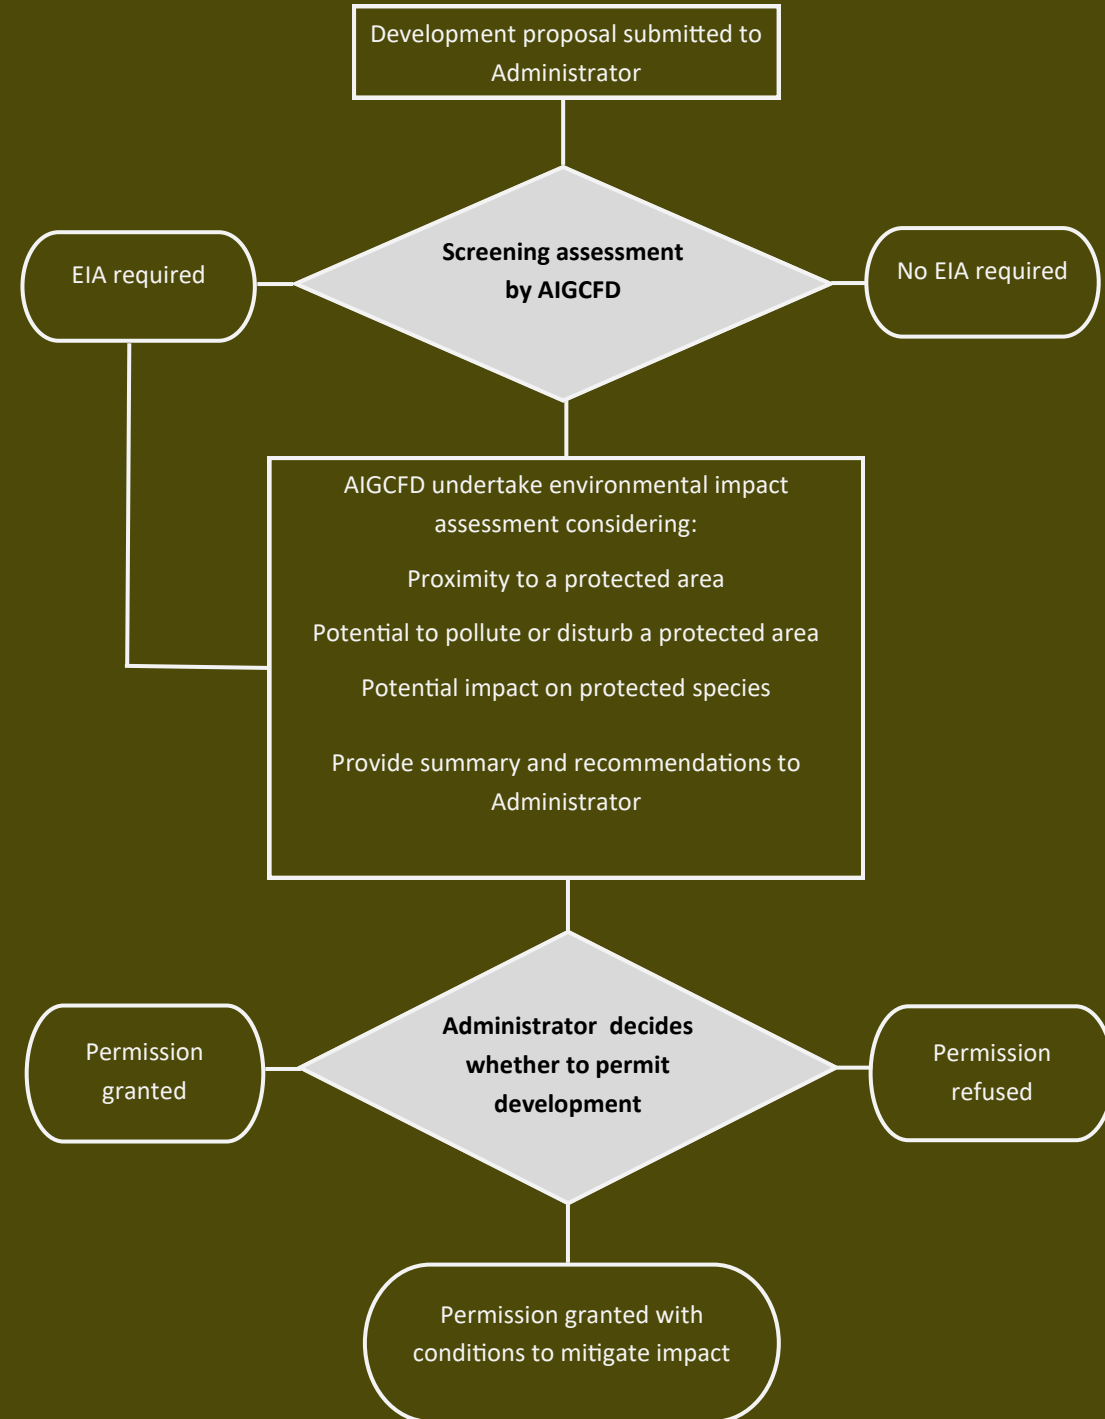 Development proposal submitted to
Administrator
Screening assessment
by AIGCFD
EIA required
No EIA required
AIGCFD undertake environmental impact
assessment considering:
Proximity to a protected area
Potential to pollute or disturb a protected area
Potential impact on protected species
Provide summary and recommendations to
Administrator
Administrator decides
whether to permit
development
Permission
granted
Permission
refused
Permission granted with
conditions to mitigate impact